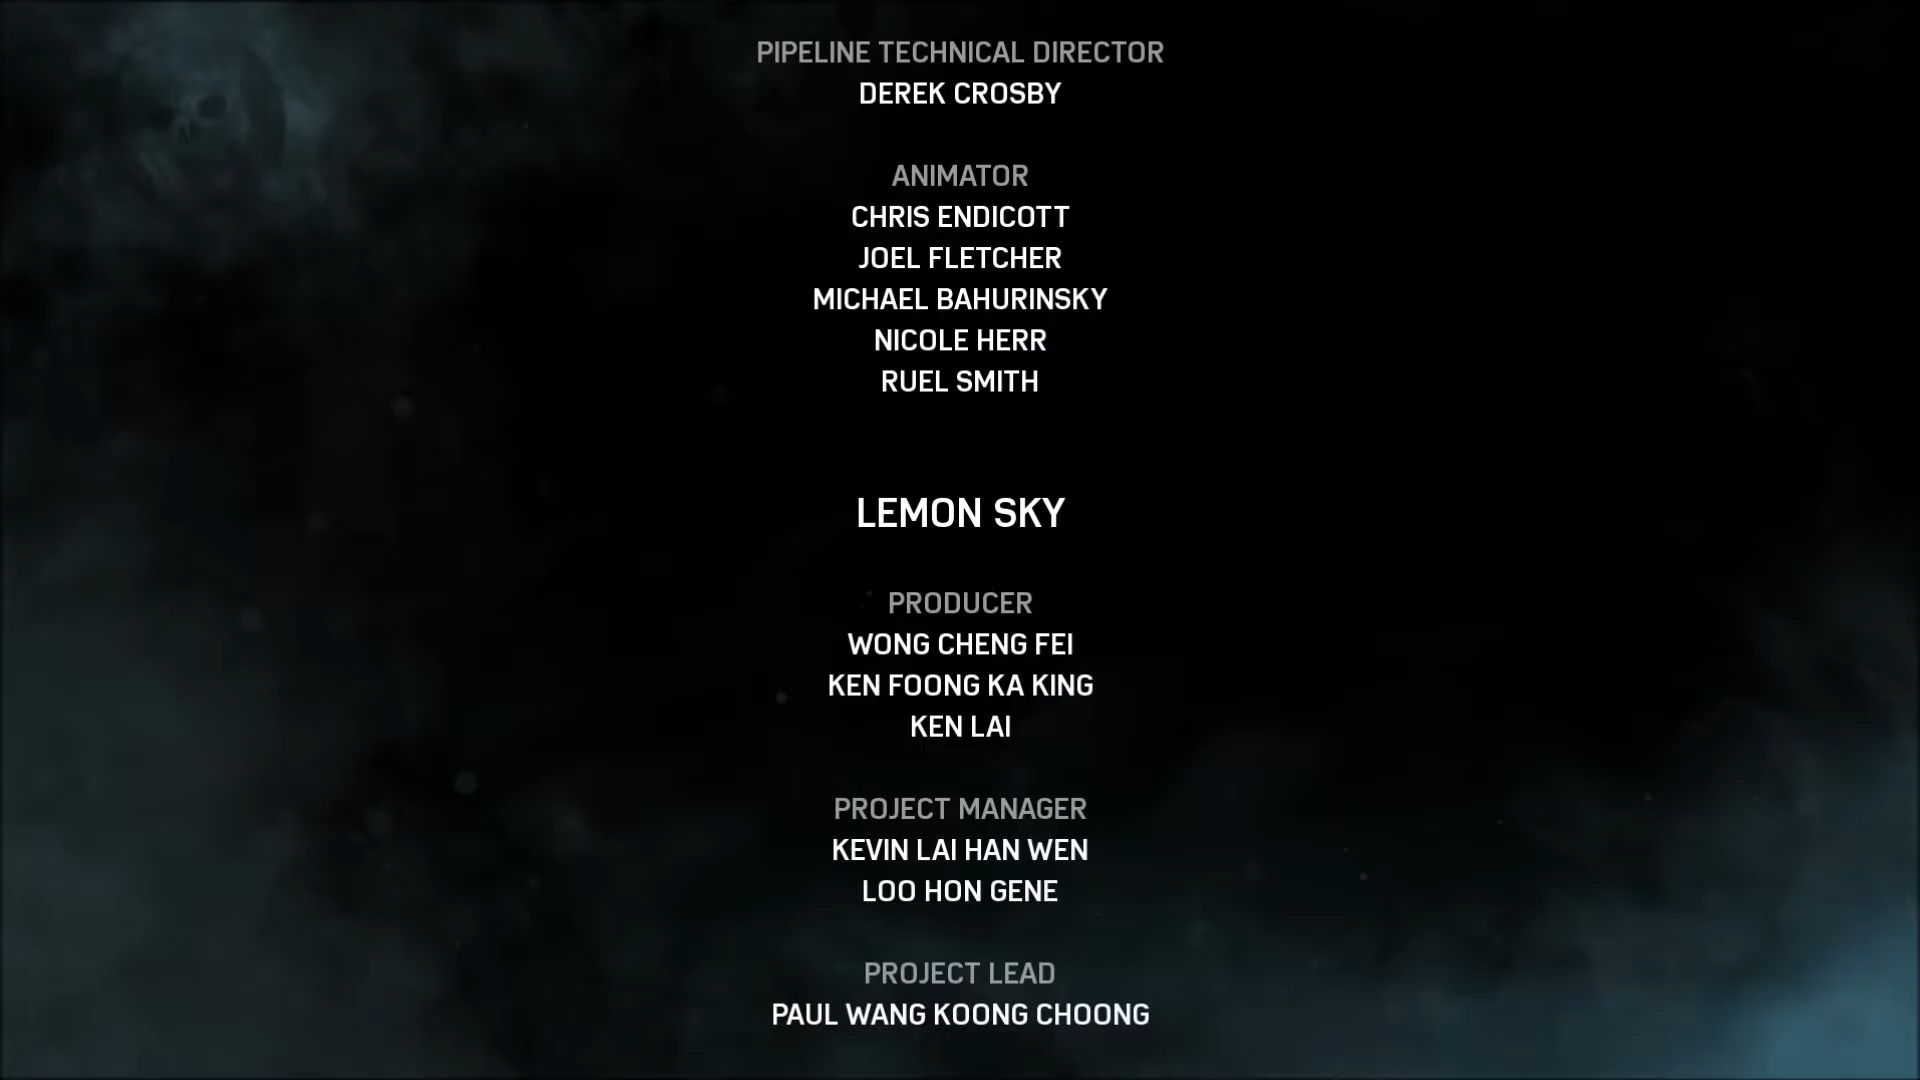 PIPELINE TECHNICAL DIRECTOR
DEREK CROSBY
ANIMATOR
CHRIS ENDICOTT
JOEL FLETCHER
MICHAEL BAHURINSKY
NICOLE HERR
RUEL SMITH
LEMON SKY
PRODUCER
WONG CHENG FEI
KEN FOONG KA KING
KEN LAI
PROJECT MANAGER
KEVIN LAI HAN WEN
LOO HON GENE
PROJECT LEAD
PAUL WANG KOONG CHOONG